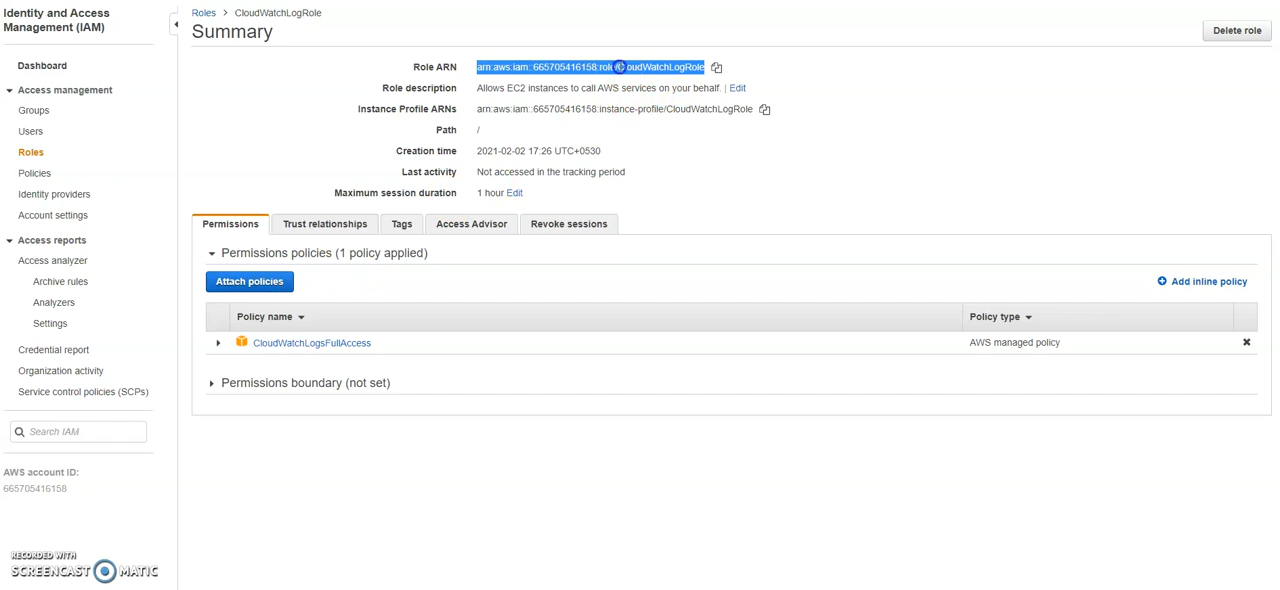 Identity and Access
Management (IAM)
Dashboard
Access management
Groups
Users
Roles
Policies
Identity providers
Account settings
Access reports
Access analyzer
Archive rules
Analyzers
Settings
Credential report
Organization activity
Service control policies (SCPs)
Search IAM
AWS account ID:
665705416158
RECORDED WITH
SCREENCAST MATIC
Roles > CloudWatchLogRole
Summary
Delete role
Role ARN arn:aws:iam::665705416158:role/CloudWatchLogRole
Role description Allows EC2 instances to call AWS services on your behalf. | Edit
Instance Profile ARNs arn:aws:iam::665705416158:instance-profile/CloudWatchLogRole
Path /
Creation time 2021-02-02 17:26 UTC+0530
Last activity Not accessed in the tracking period
Maximum session duration 1 hour Edit
Permissions Trust relationships Tags Access Advisor Revoke sessions
Permissions policies (1 policy applied)
Attach policies Add inline policy
Policy name Policy type
CloudWatchLogsFullAccess AWS managed policy
Permissions boundary (not set)